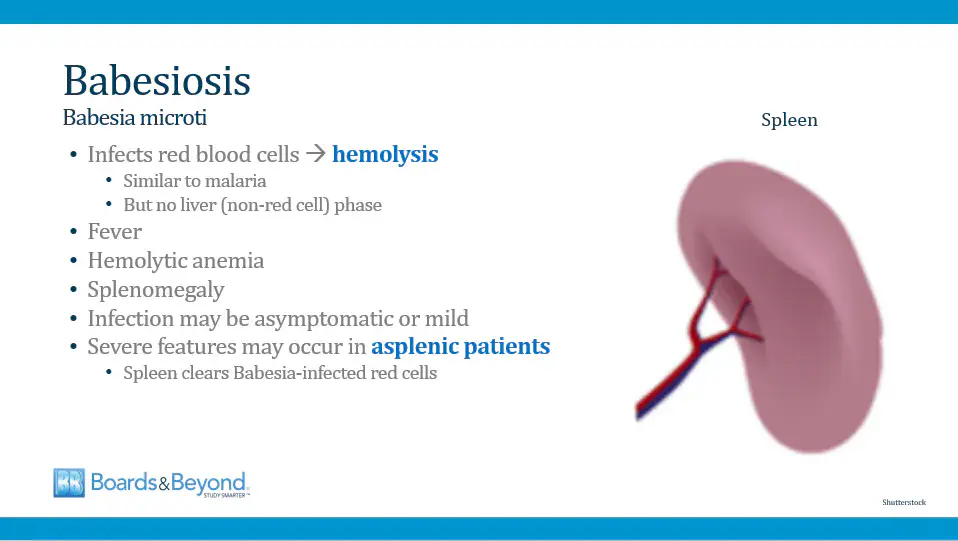 Babesiosis
Babesia microti
Spleen
• Infects red blood cells → hemolysis
• Similar to malaria
• But no liver (non-red cell) phase
• Fever
• Hemolytic anemia
• Splenomegaly
• Infection may be asymptomatic or mild
• Severe features may occur in asplenic patients
• Spleen clears Babesia-infected red cells
BB Boards&Beyond
STUDY SMARTER ™
Shutterstock